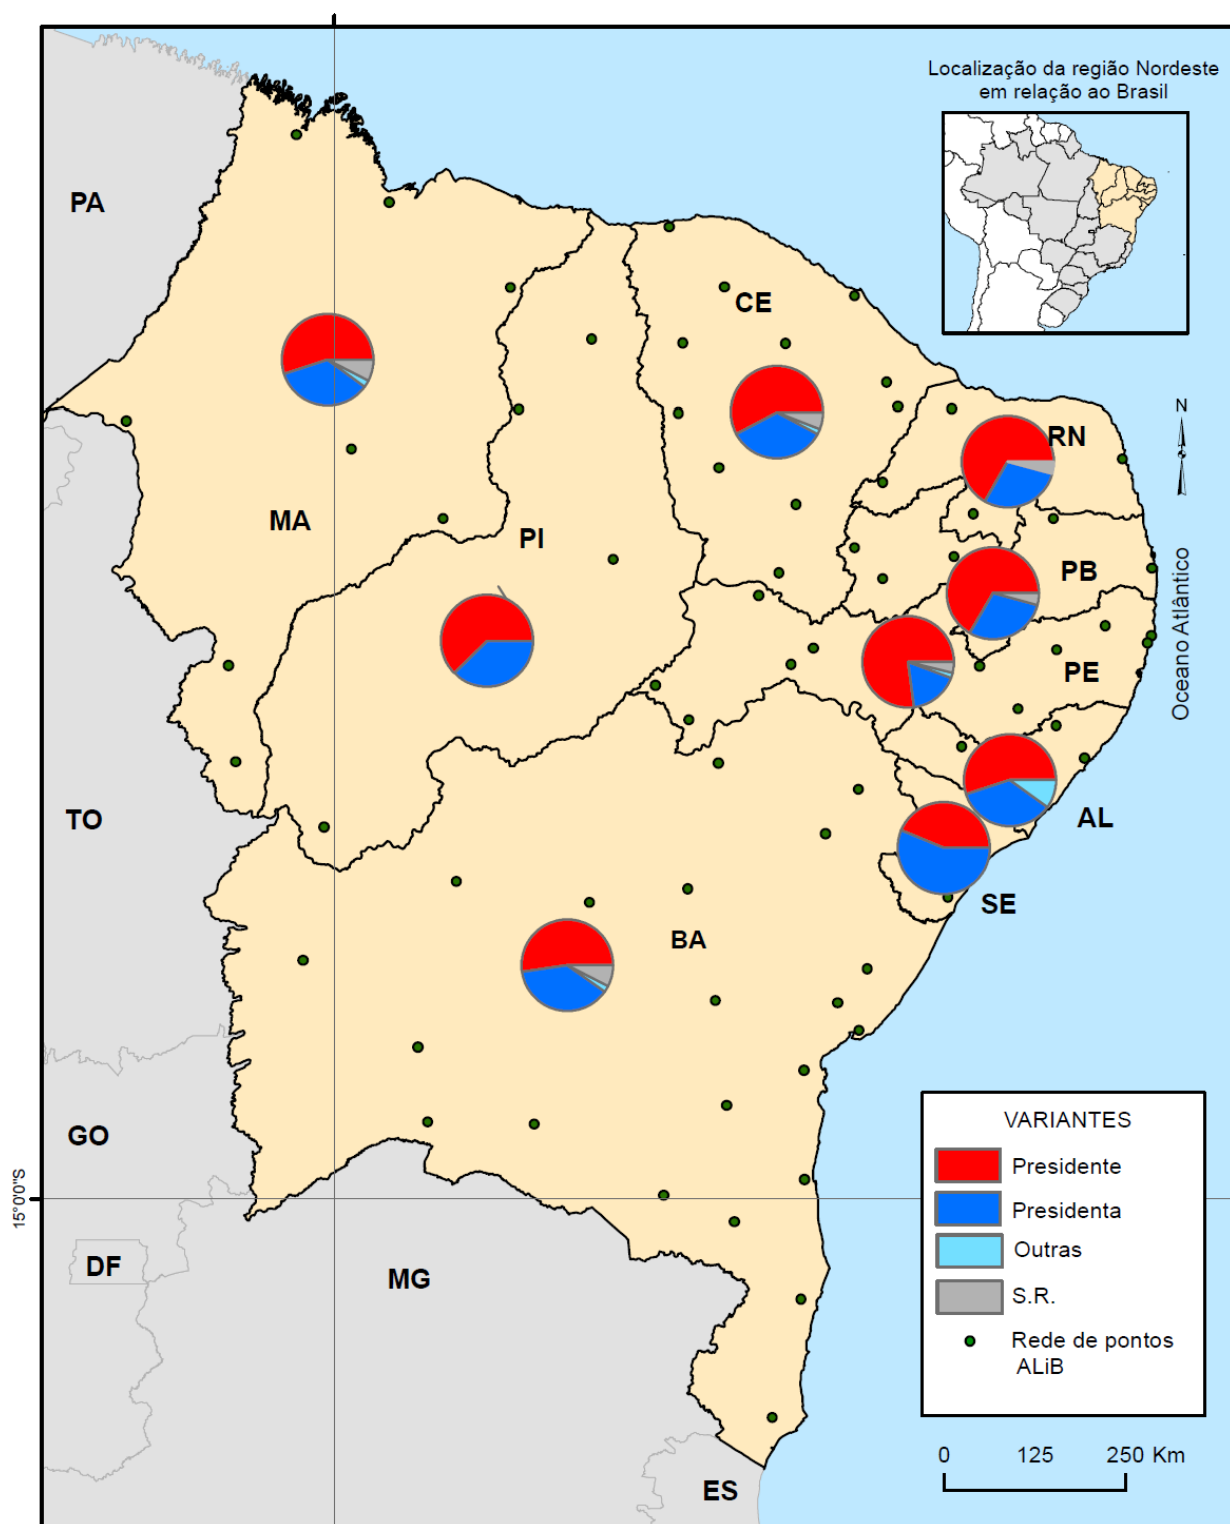 Localização da região Nordeste
em relação ao Brasil
PA
CE
N
RN
MA
PI
PB
Oceano Atlântico
PE
TO
AL
SE
BA
GO
15°0'0"S
DF
MG
ES
VARIANTES
Presidente
Presidenta
Outras
S.R.
Rede de pontos
ALiB
0 125 250 Km